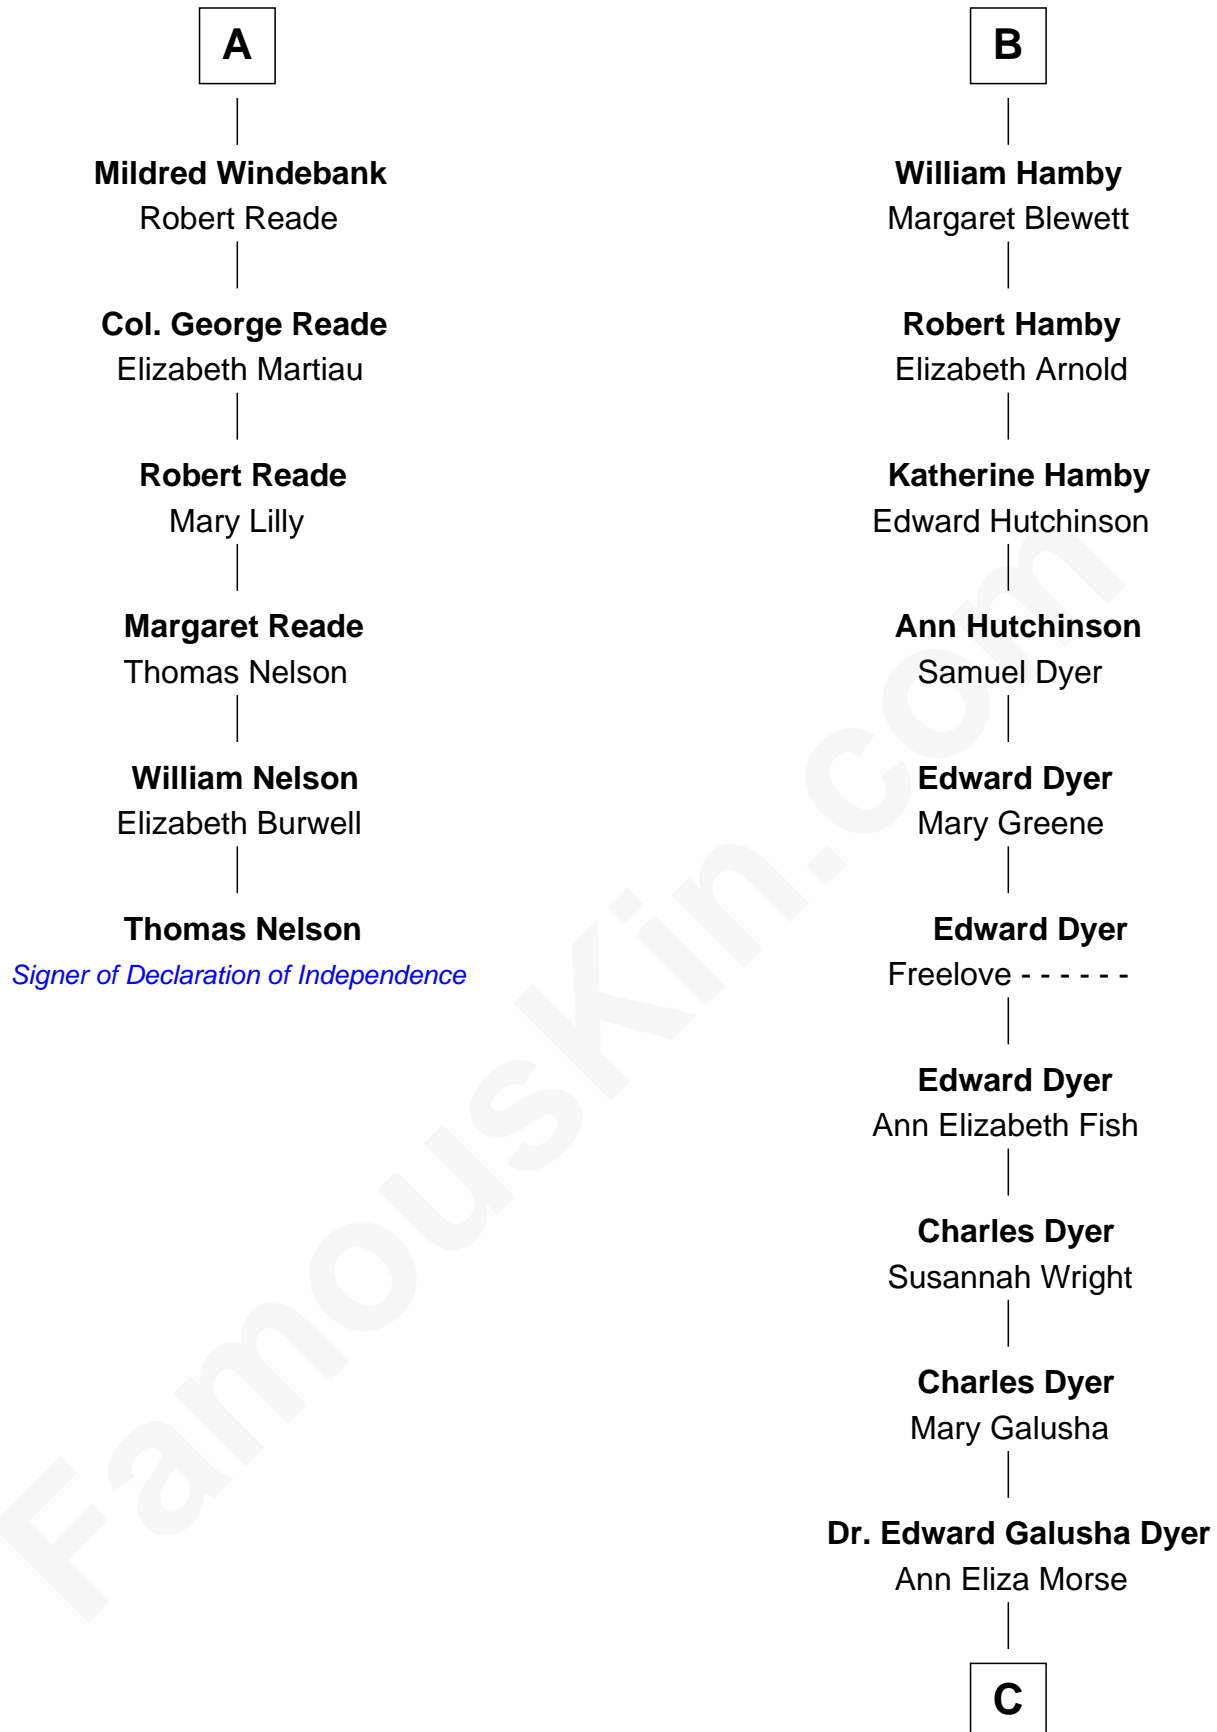 A
Mildred Windebank
Robert Reade
Col. George Reade
Elizabeth Martiau
Robert Reade
Mary Lilly
Margaret Reade
Thomas Nelson
William Nelson
Elizabeth Burwell
Thomas Nelson
Signer of Declaration of Independence
B
William Hamby
Margaret Blewett
Robert Hamby
Elizabeth Arnold
Katherine Hamby
Edward Hutchinson
Ann Hutchinson
Samuel Dyer
Edward Dyer
Mary Greene
Edward Dyer
Freelove - - - - - -
Edward Dyer
Ann Elizabeth Fish
Charles Dyer
Susannah Wright
Charles Dyer
Mary Galusha
Dr. Edward Galusha Dyer
Ann Eliza Morse
C
FamousKin.com